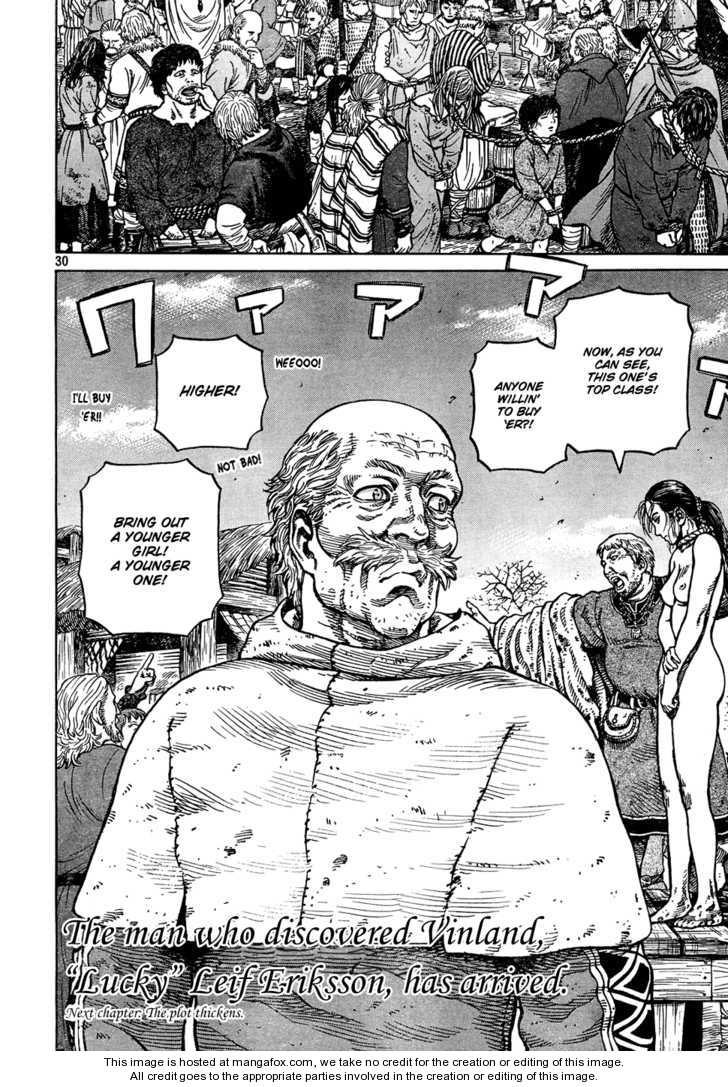 30
ワァァァ
NOW, AS YOU
CAN SEE,
THIS ONE'S
TOP CLASS!
ANYONE
WILLIN'
TO BUY
'ER?!
WEEOOO!
HIGHER!
I'LL BUY
'ER!!
NOT BAD!
BRING OUT
A YOUNGER
GIRL!
A YOUNGER
ONE!
The man who discovered Vinland,
"Lucky" Leif Eriksson, has arrived.
Next chapter: The plot thickens.
This image is hosted at mangafox.com, we take no credit for the creation or editing of this image.
All credit goes to the appropriate parties involved in the creation or editing of this image.